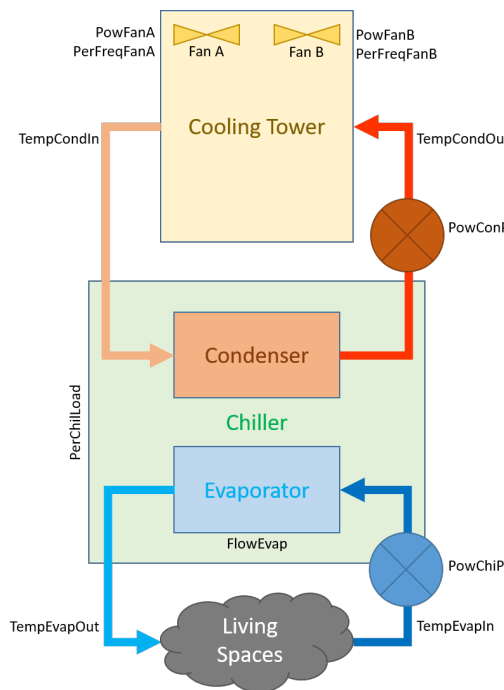 PowFanA
PerFreqFanA
Fan A
Fan B
PowFanB
PerFreqFanB
Cooling Tower
TempCondIn
TempCondOu
PowConF
Condenser
PerChilLoad
Chiller
Evaporator
FlowEvap
PowChiP
TempEvapOut
Living
Spaces
TempEvapIn